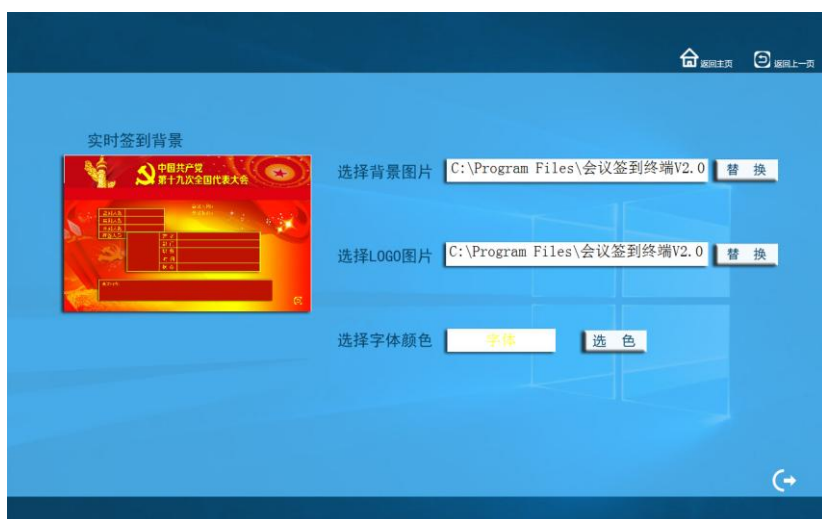 返回主页 返回上一页
实时签到背景
中国共产党
第十九次全国代表大会
选择背景图片 C:\Program Files\会议签到终端V2.0 替 换
选择LOGO图片 C:\Program Files\会议签到终端V2.0 替 换
选择字体颜色 字体 选 色